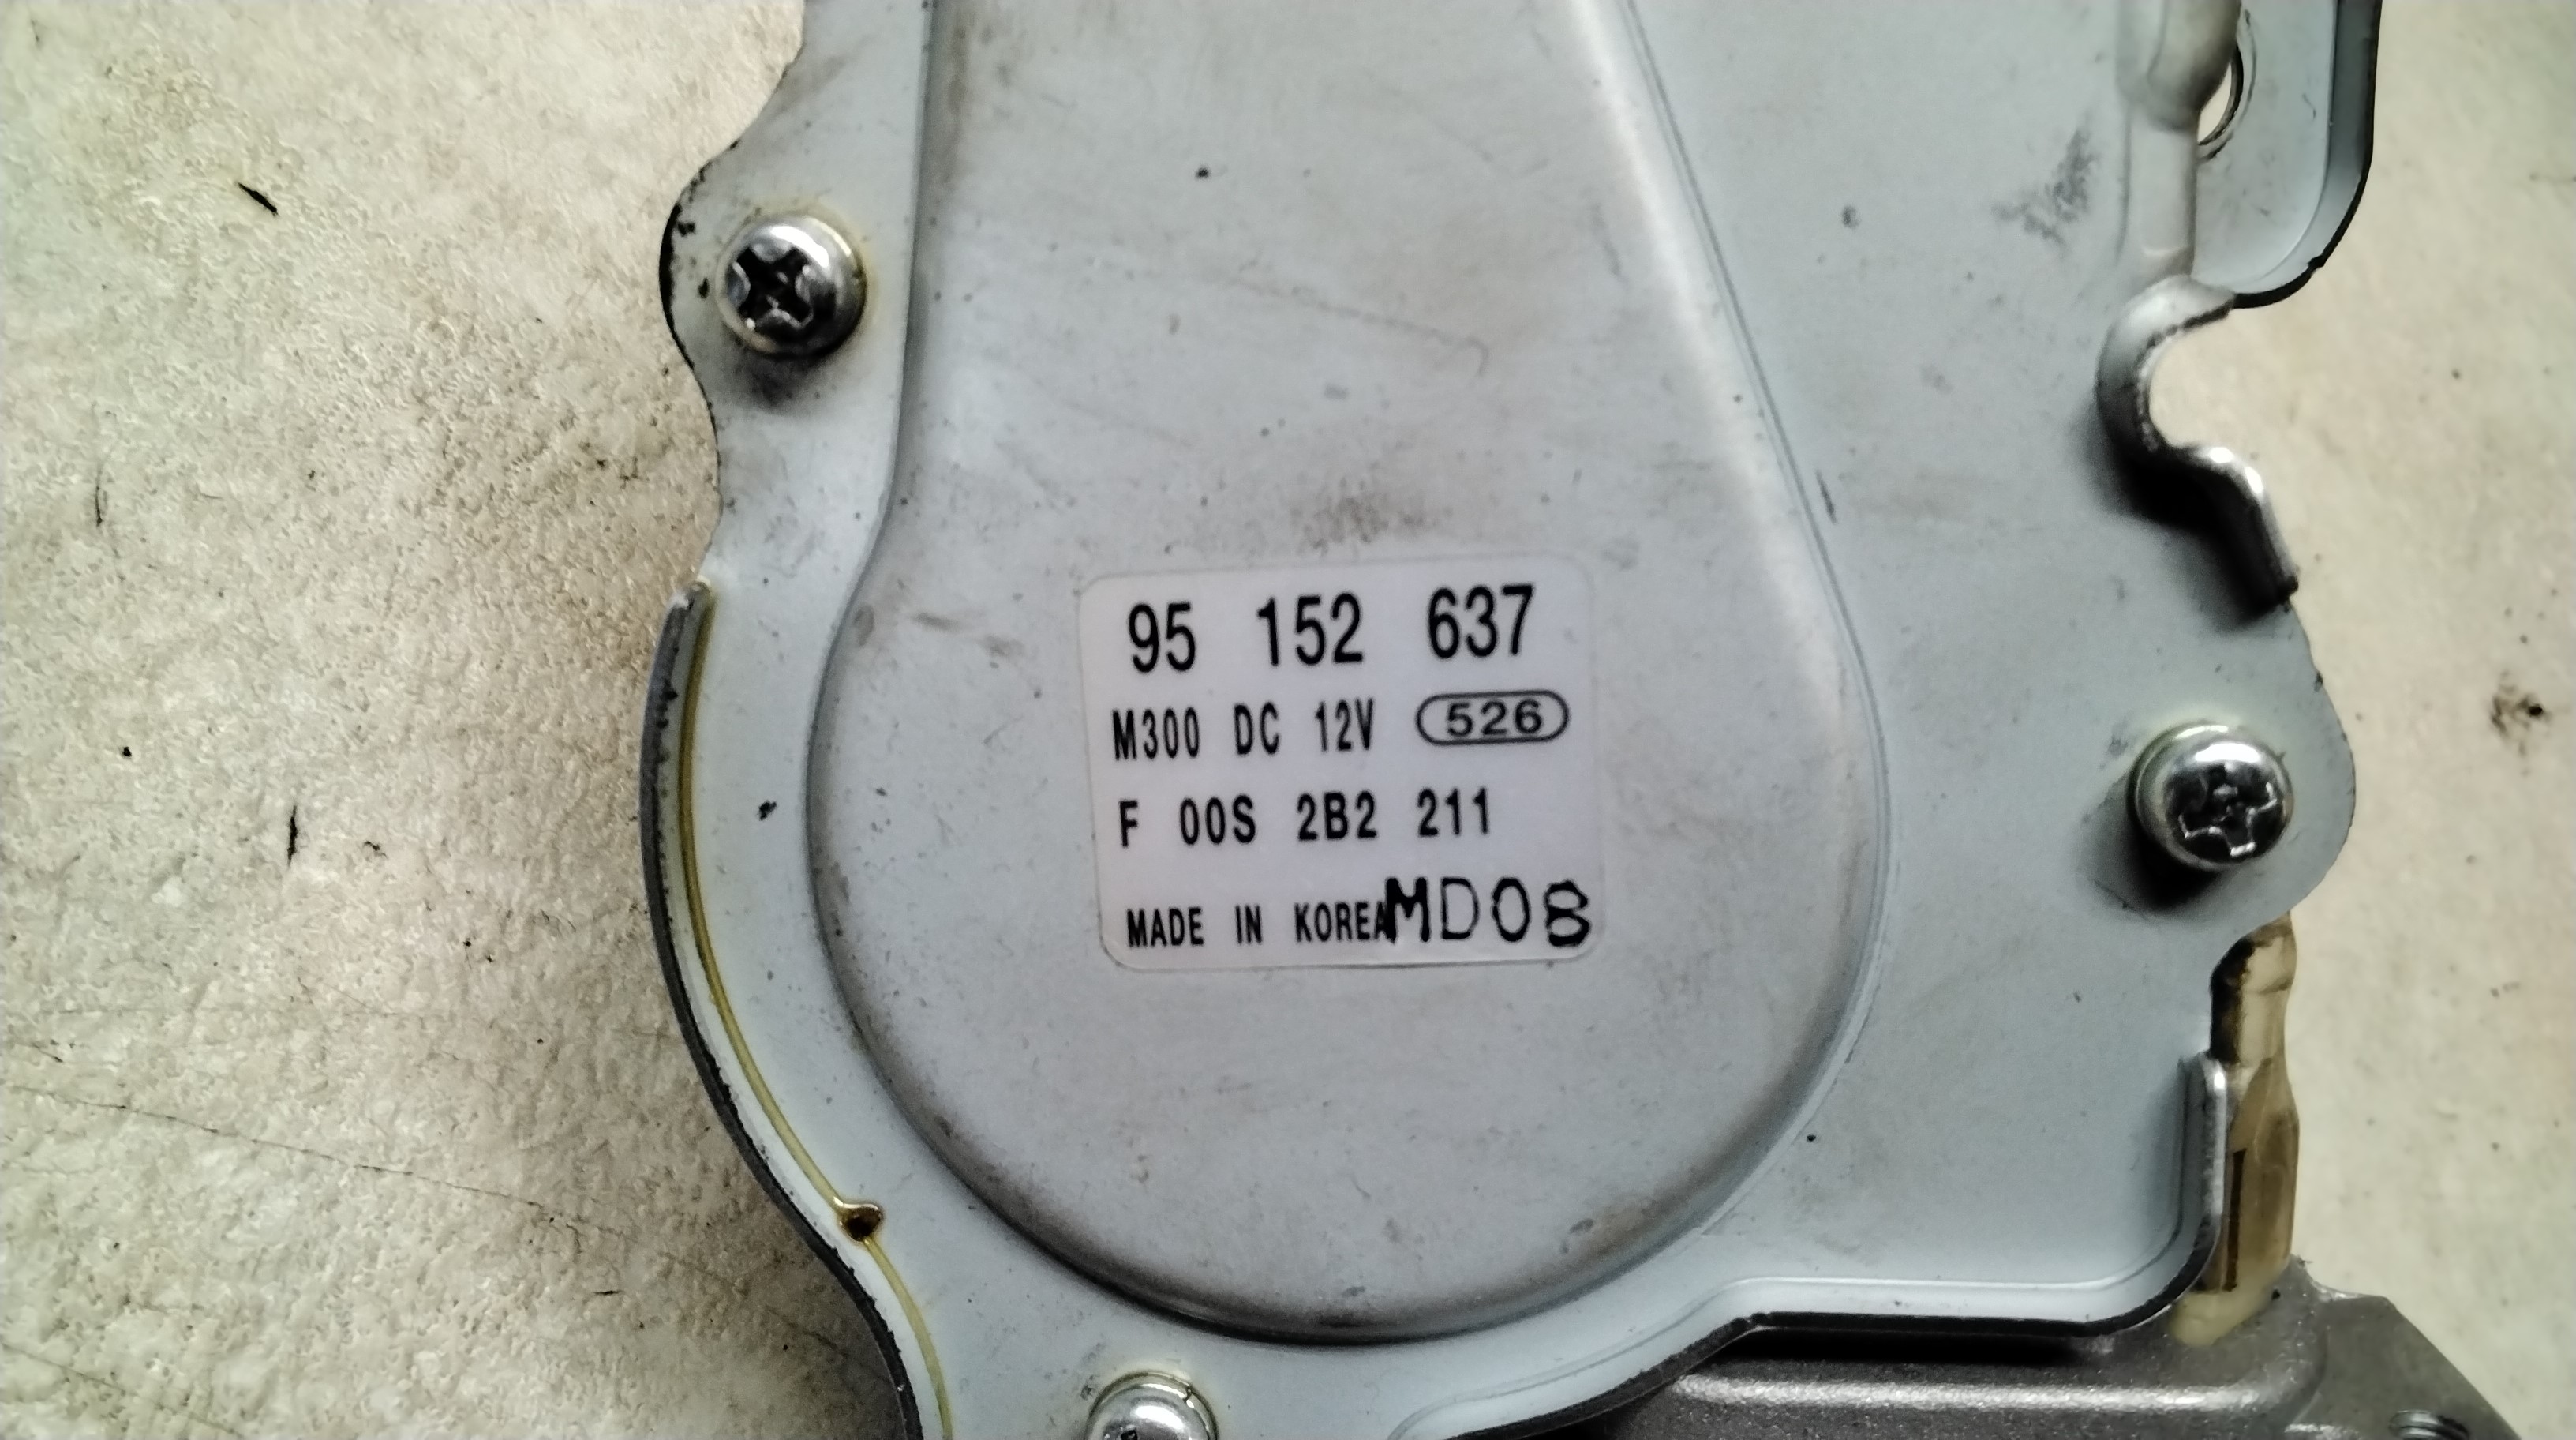 95 152 637
M300 DC 12V 526
F 00S 2B2 211
MADE IN KOREA MD08